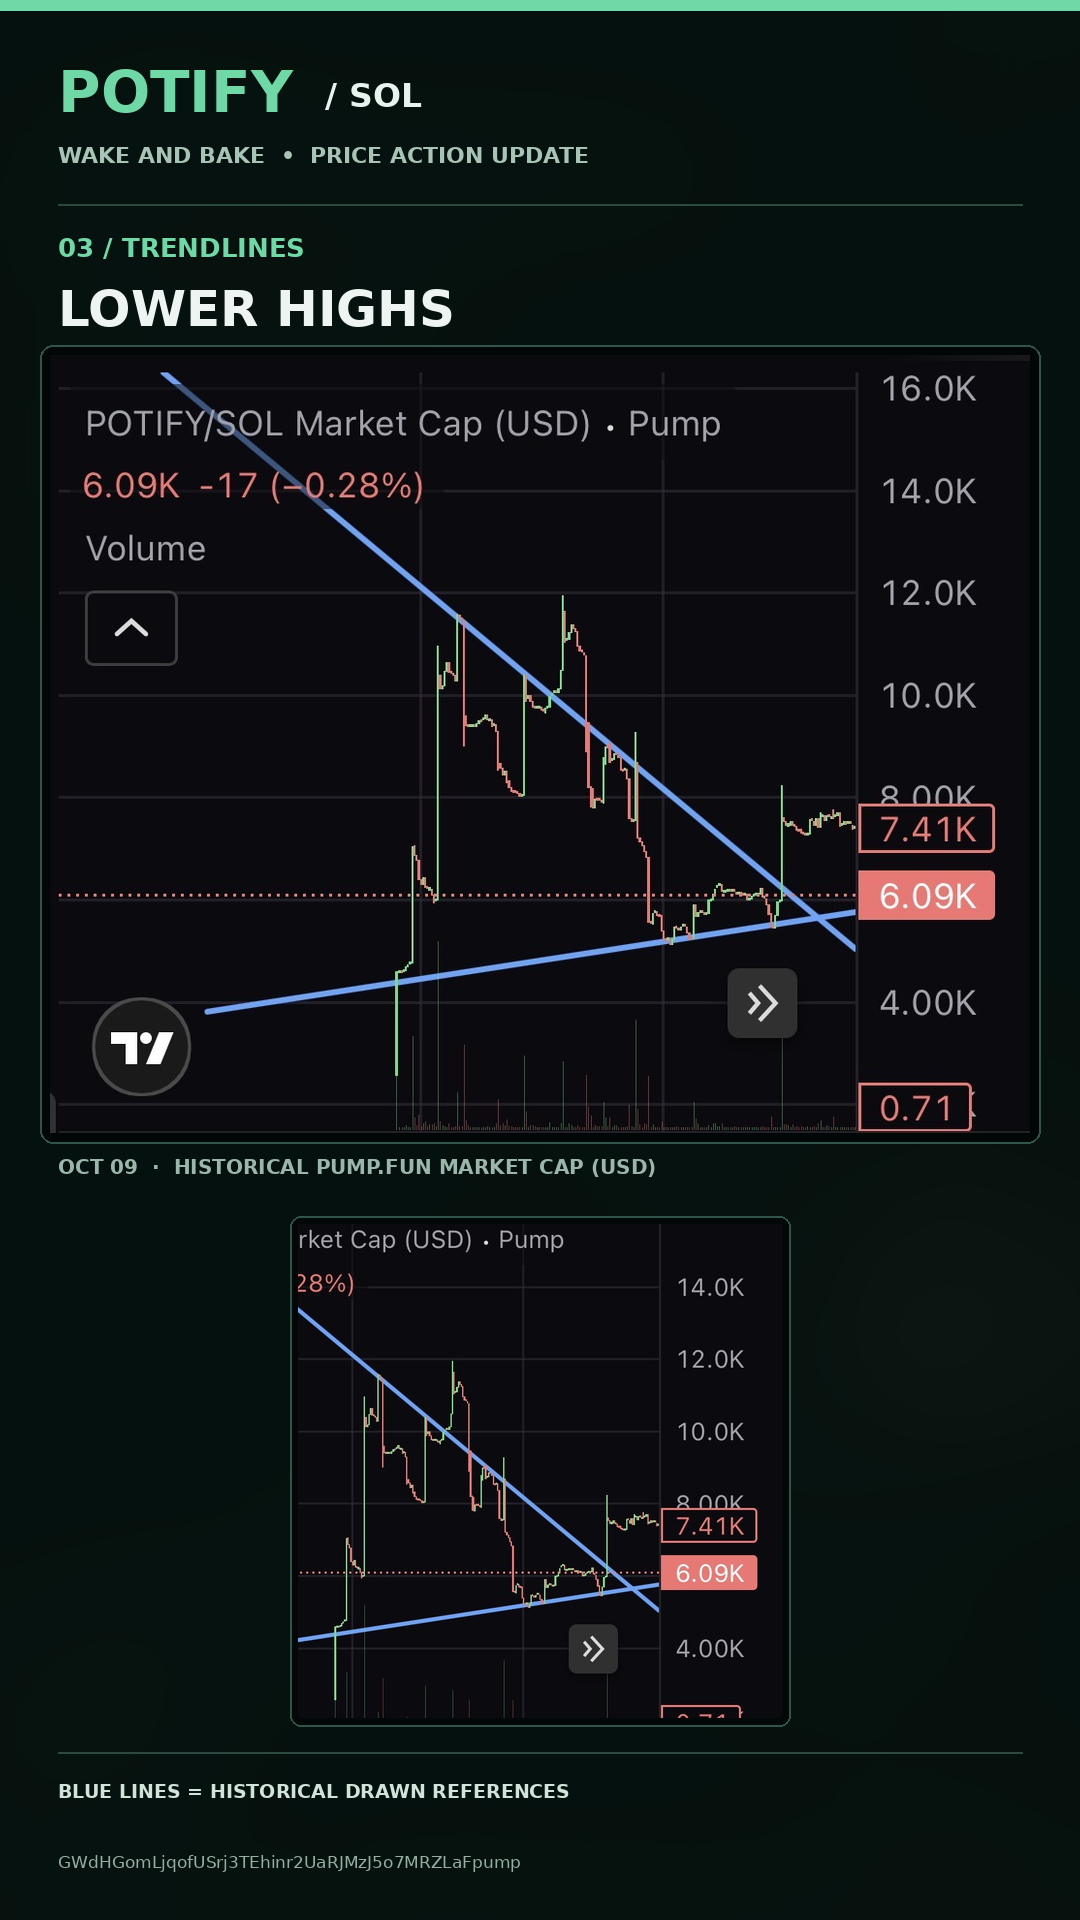 POTIFY / SOL
WAKE AND BAKE • PRICE ACTION UPDATE
03 / TRENDLINES
LOWER HIGHS
16.0K
POTIFY/SOL Market Cap (USD) · Pump
6.09K -17 (−0.28%)
14.0K
Volume
12.0K
10.0K
8.00K
7.41K
6.09K
4.00K
0.71
OCT 09 · HISTORICAL PUMP.FUN MARKET CAP (USD)
rket Cap (USD) · Pump
28%)
14.0K
12.0K
10.0K
8.00K
7.41K
6.09K
4.00K
0.71
BLUE LINES = HISTORICAL DRAWN REFERENCES
GWdHGomLjqofUSrj3TEhinr2UaRJMzJ5o7MRZLaFpump